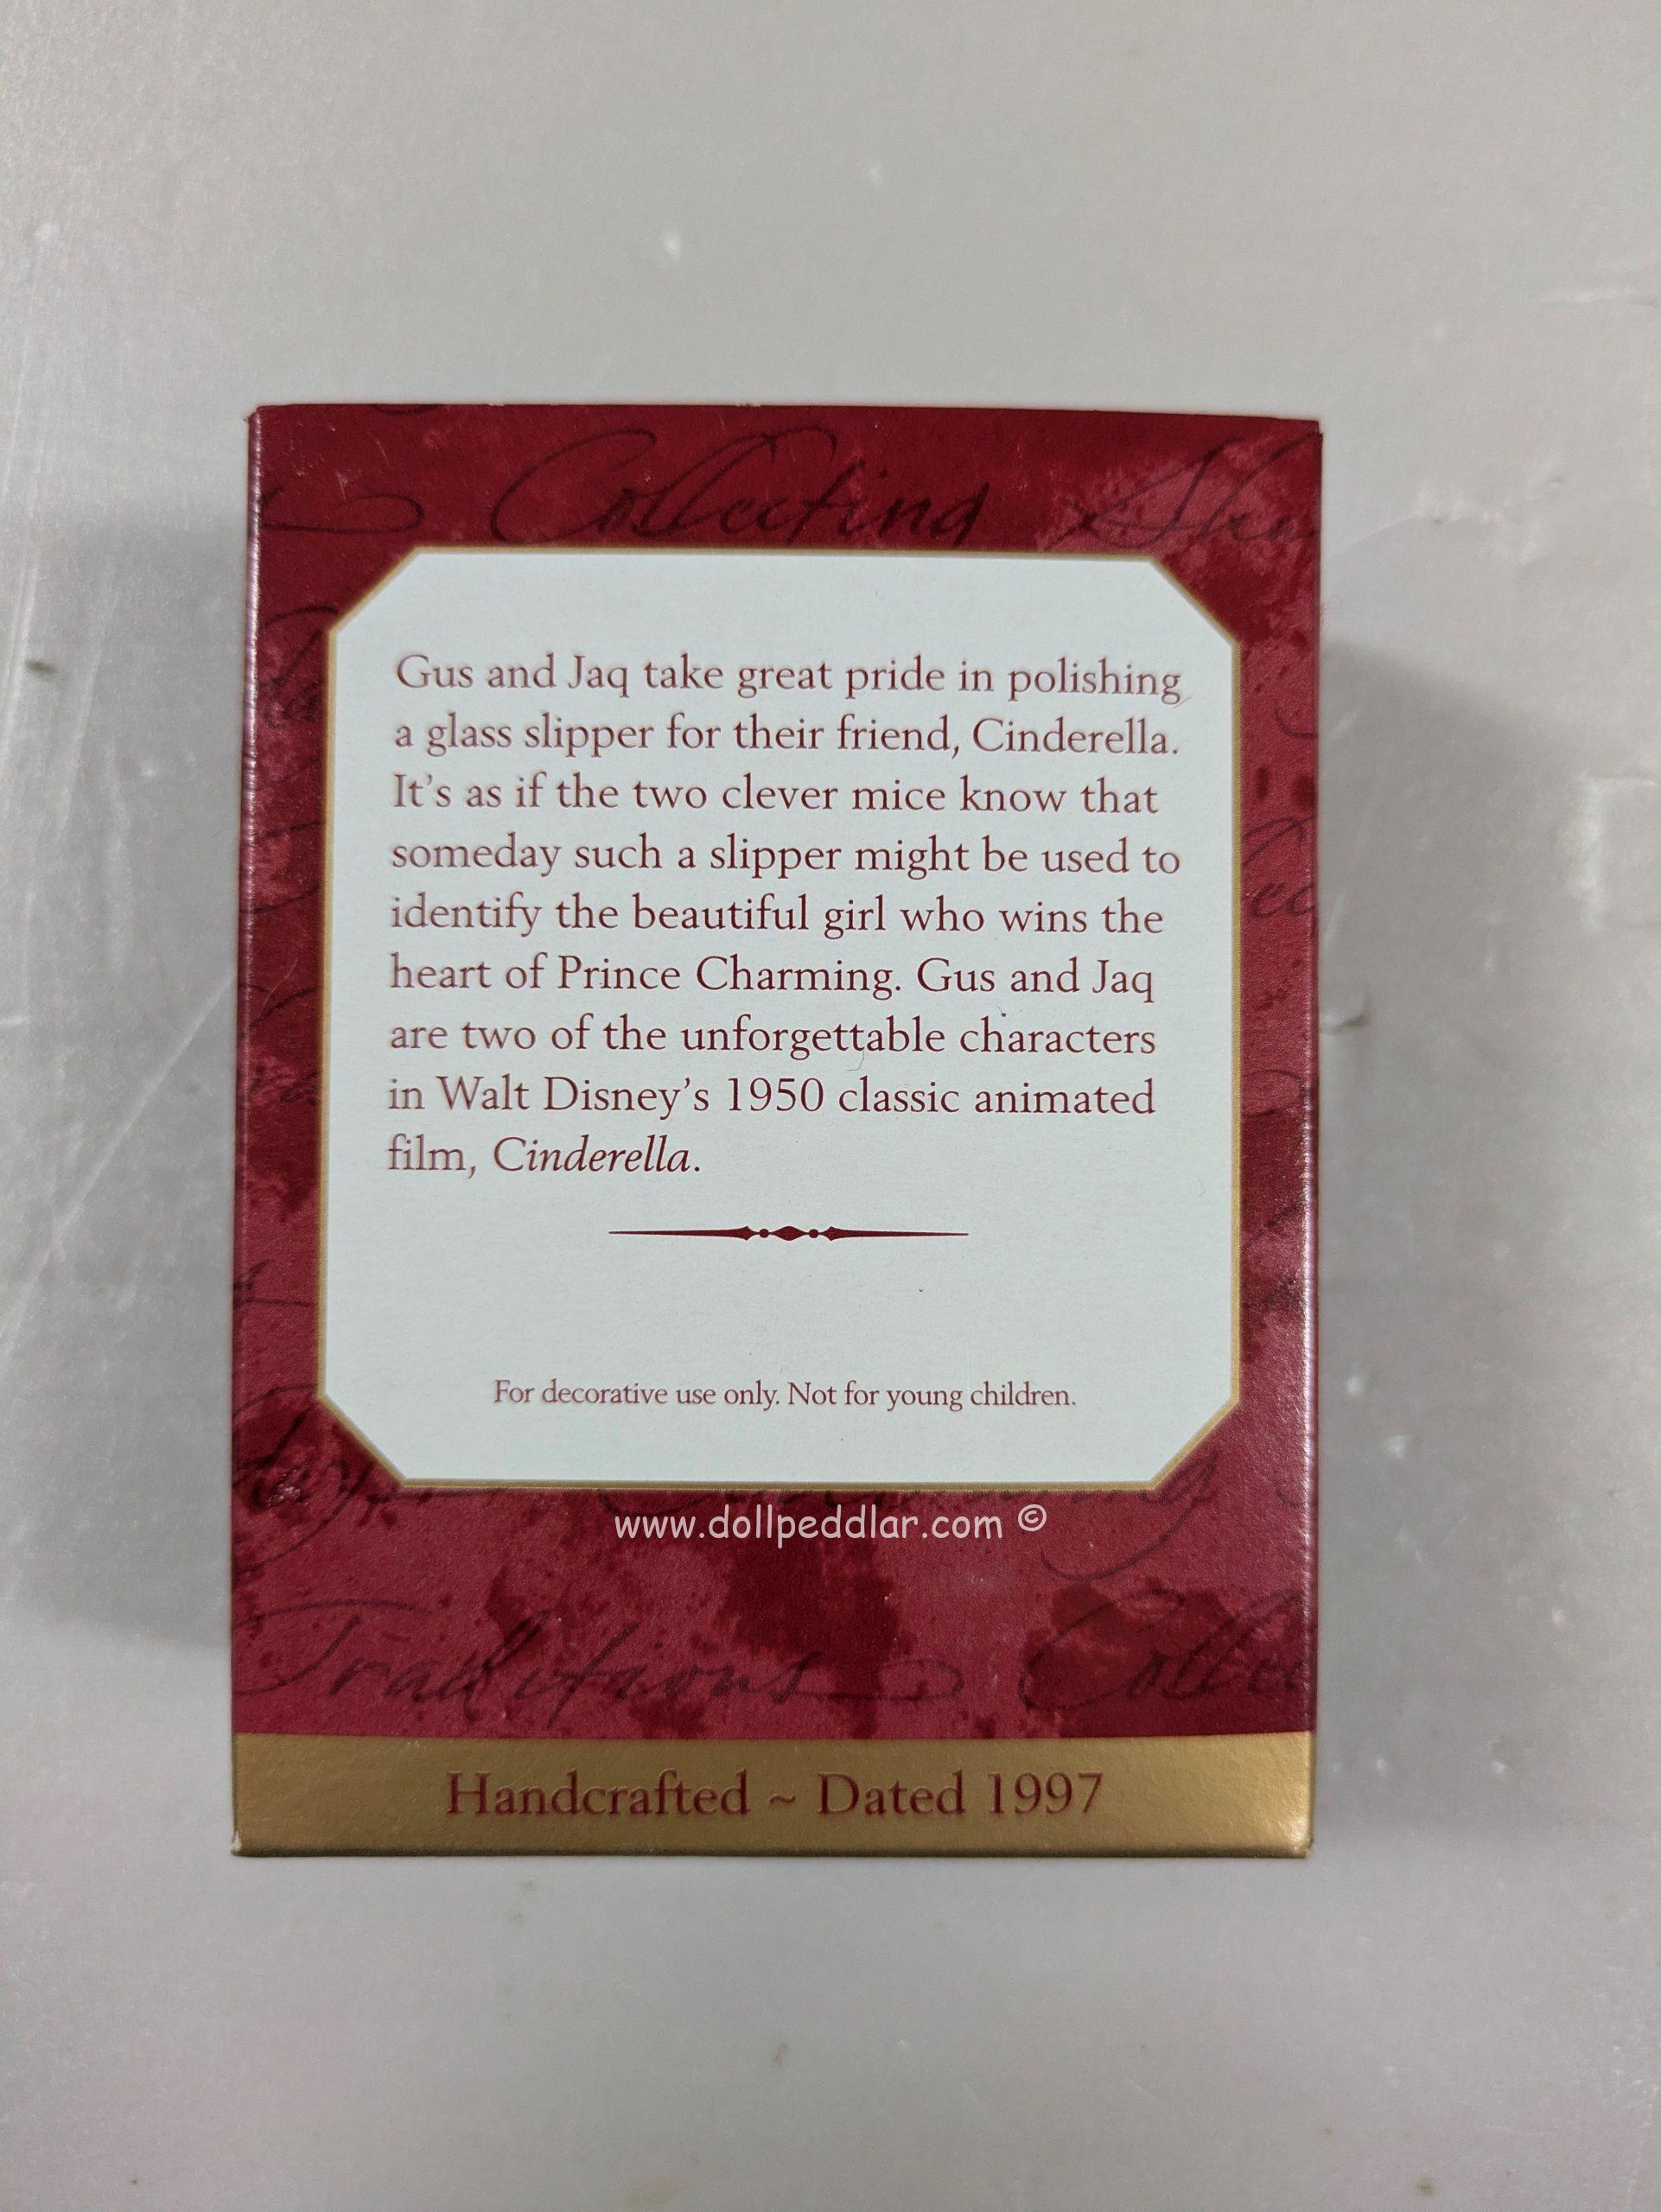 Collecting
Gus and Jaq take great pride in polishing
a glass slipper for their friend, Cinderella.
It's as if the two clever mice know that
someday such a slipper might be used to
identify the beautiful girl who wins the
heart of Prince Charming. Gus and Jaq
are two of the unforgettable characters
in Walt Disney's 1950 classic animated
film, Cinderella.
For decorative use only. Not for young children.
www.dollpeddlar.com ©
Traditions Collec
Handcrafted ~ Dated 1997